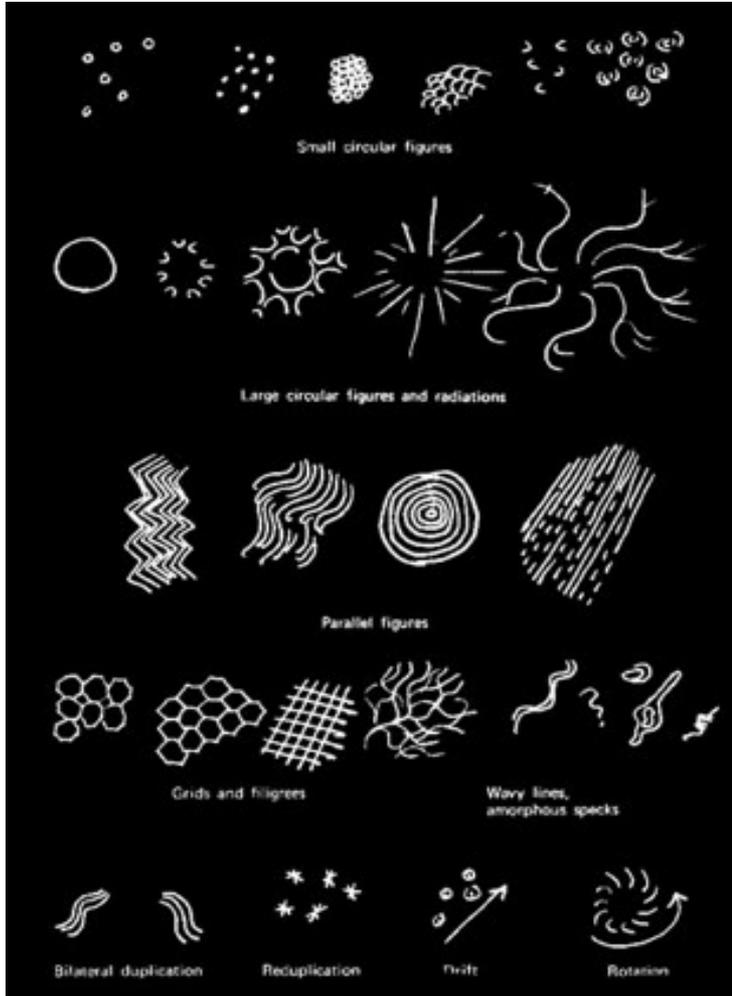 Small circular figures
Large circular figures and radiations
Parallel figures
Grids and filigrees
Wavy lines,
amorphous specks
Bilateral duplication
Reduplication
Drift
Rotation